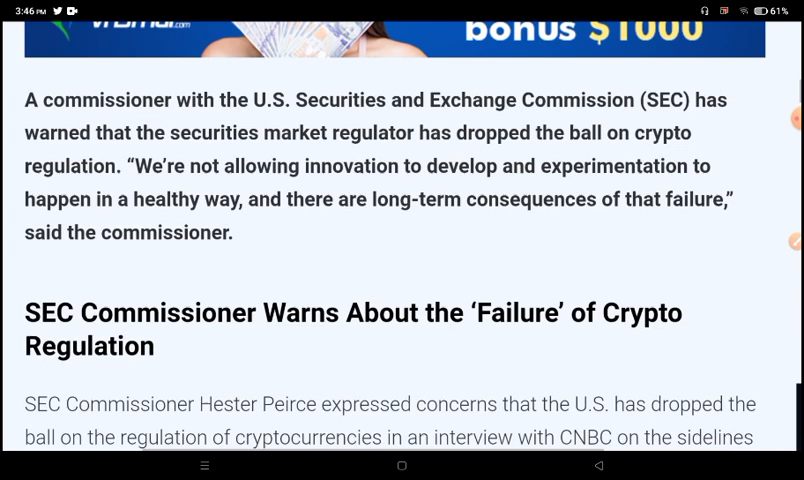 3:46 PM
61%
bonus $1000
A commissioner with the U.S. Securities and Exchange Commission (SEC) has
warned that the securities market regulator has dropped the ball on crypto
regulation. “We’re not allowing innovation to develop and experimentation to
happen in a healthy way, and there are long-term consequences of that failure,”
said the commissioner.
SEC Commissioner Warns About the ‘Failure’ of Crypto
Regulation
SEC Commissioner Hester Peirce expressed concerns that the U.S. has dropped the
ball on the regulation of cryptocurrencies in an interview with CNBC on the sidelines